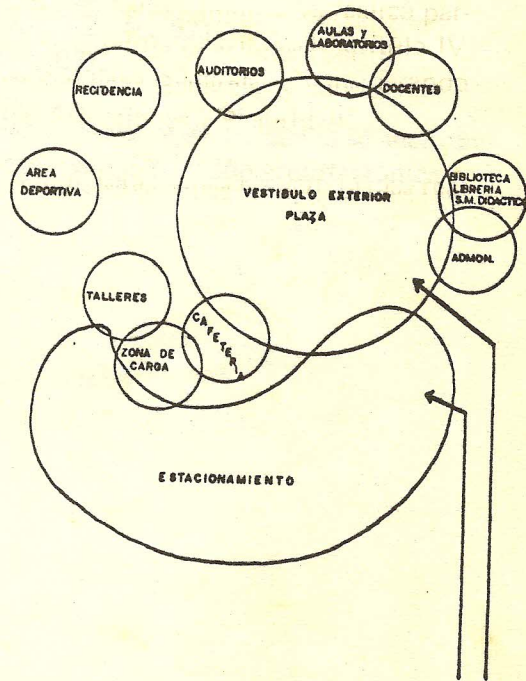 AULAS y
LABORATORIOS
AUDITORIOS
DOCENTES
RECIDENCIA
AREA
DEPORTIVA
VESTIBULO EXTERIOR
PLAZA
BIBLIOTECA
LIBRERIA
S.M. DIDACTICO
ADMON.
TALLERES
CAFETERIA
ZONA DE
CARGA
ESTACIONAMIENTO